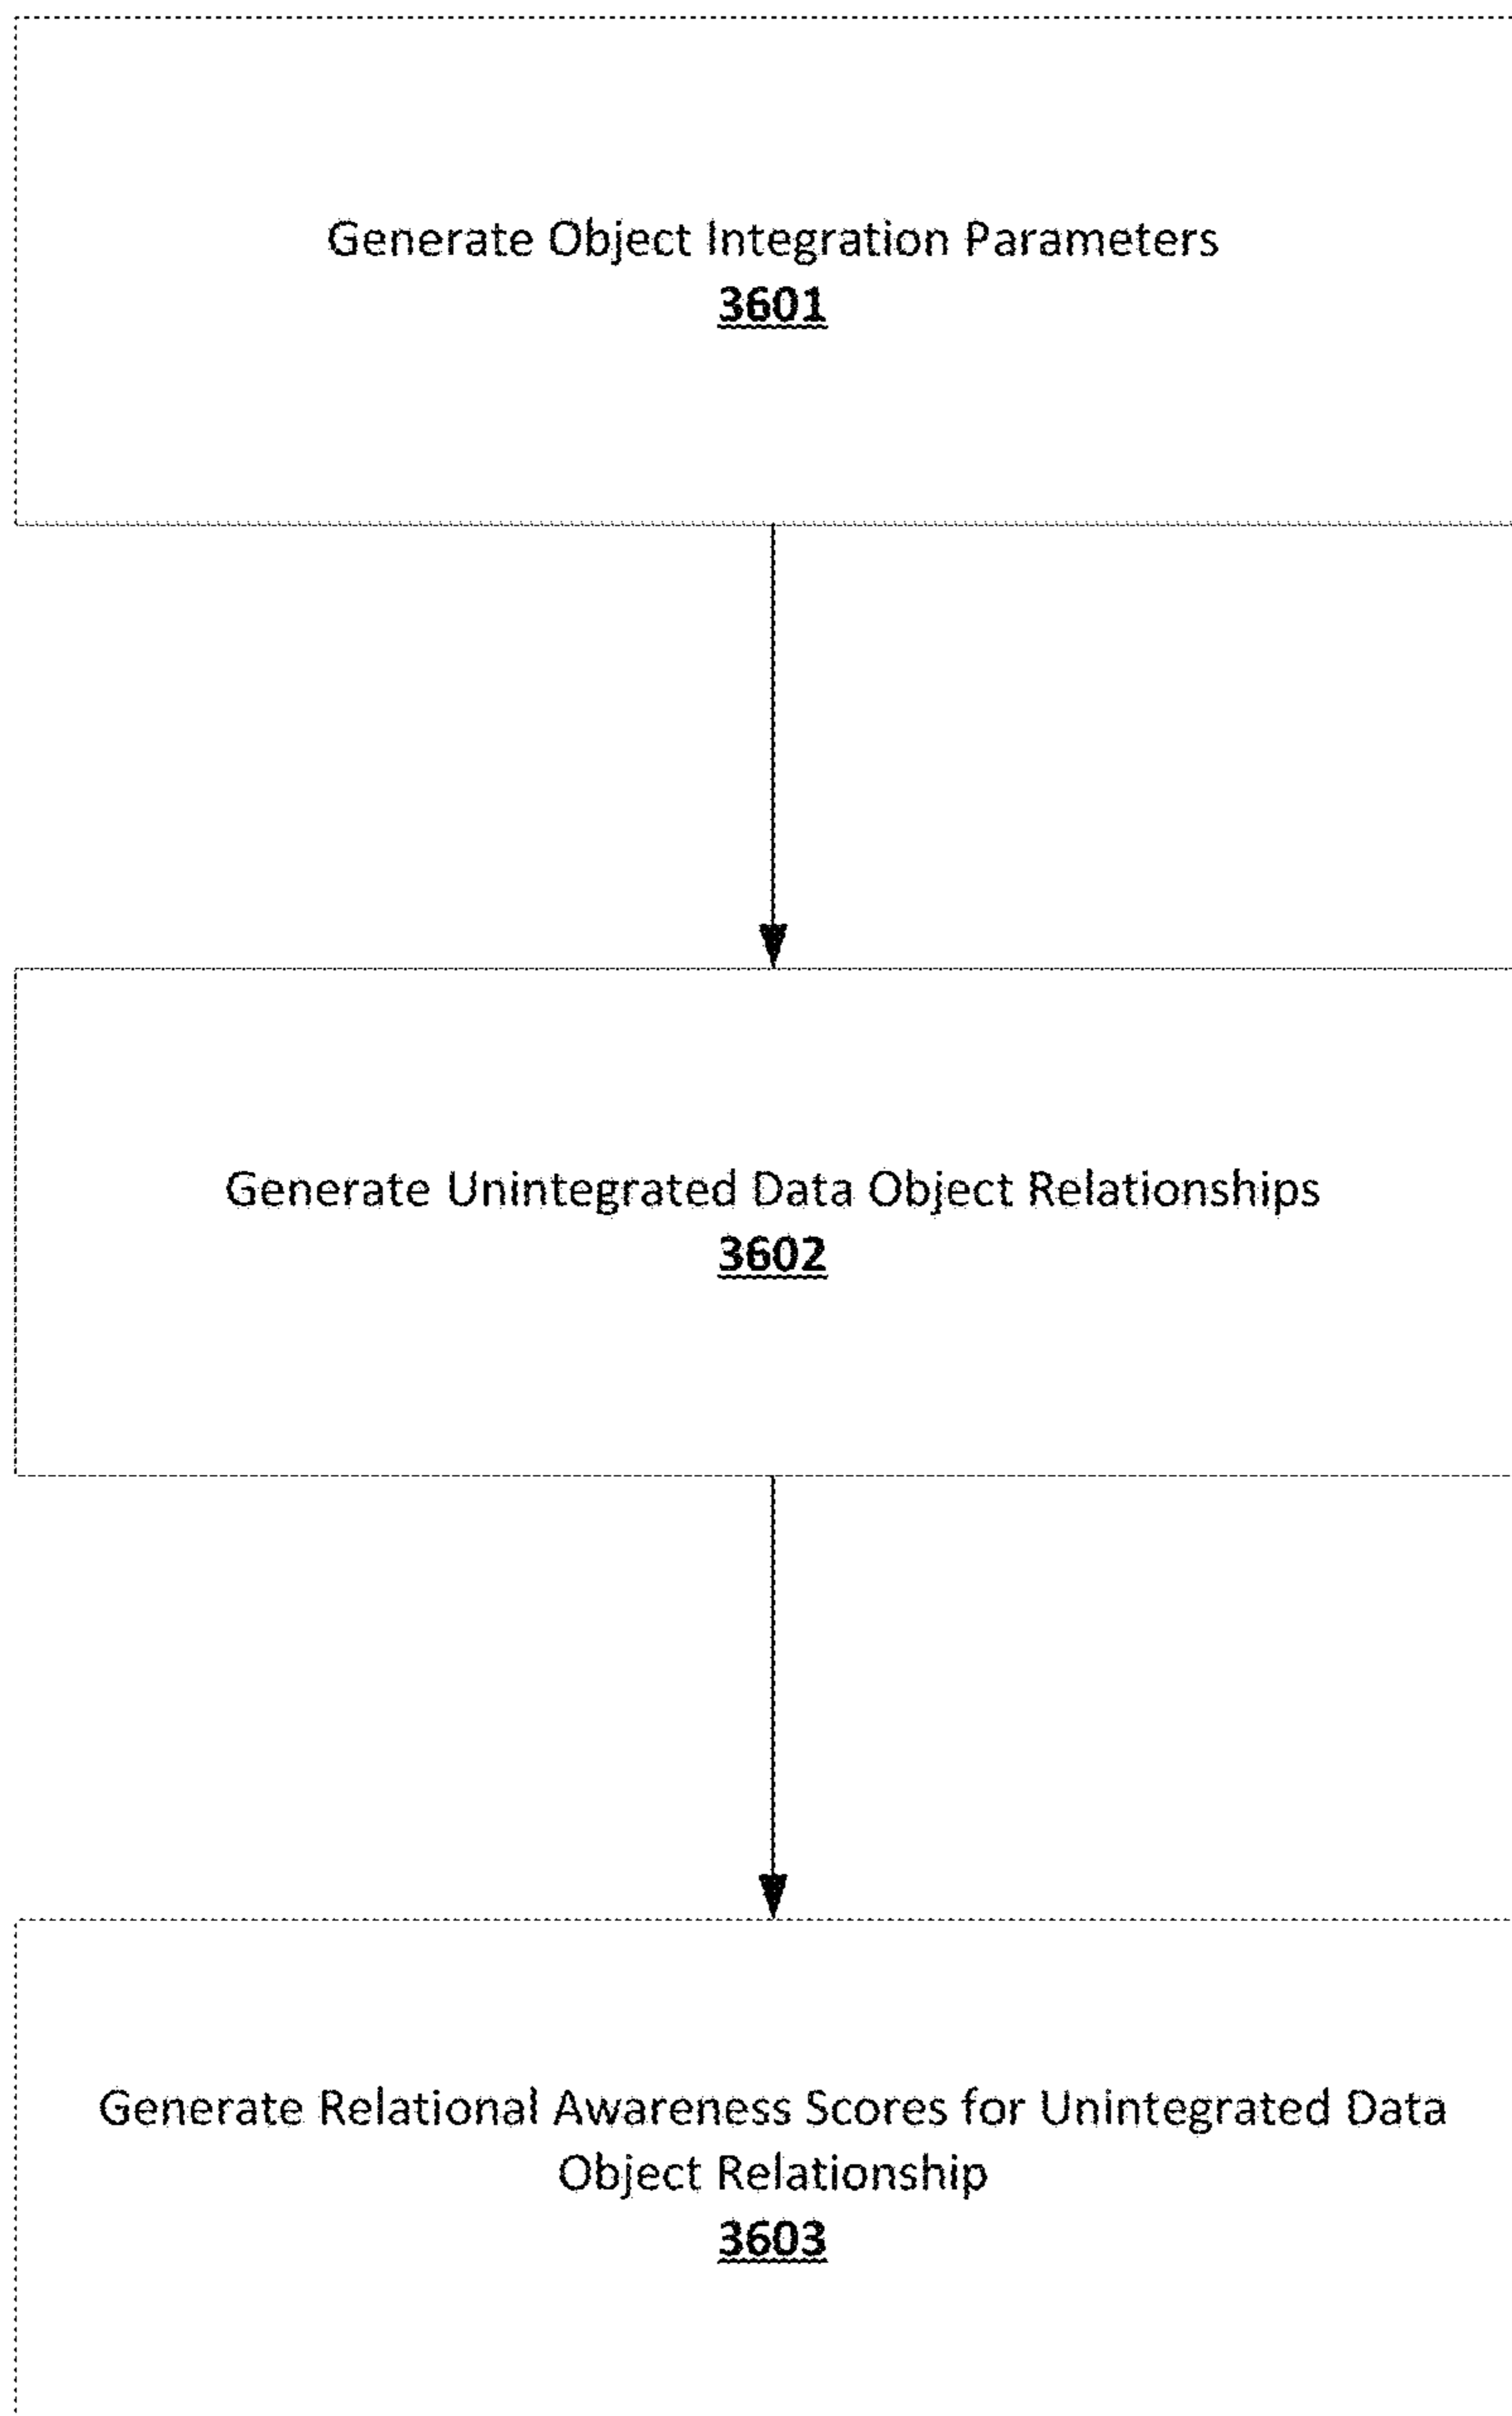 Generate Object Integration Parameters
3601
Generate Unintegrated Data Object Relationships
3602
Generate Relational Awareness Scores for Unintegrated Data
Object Relationship
3603